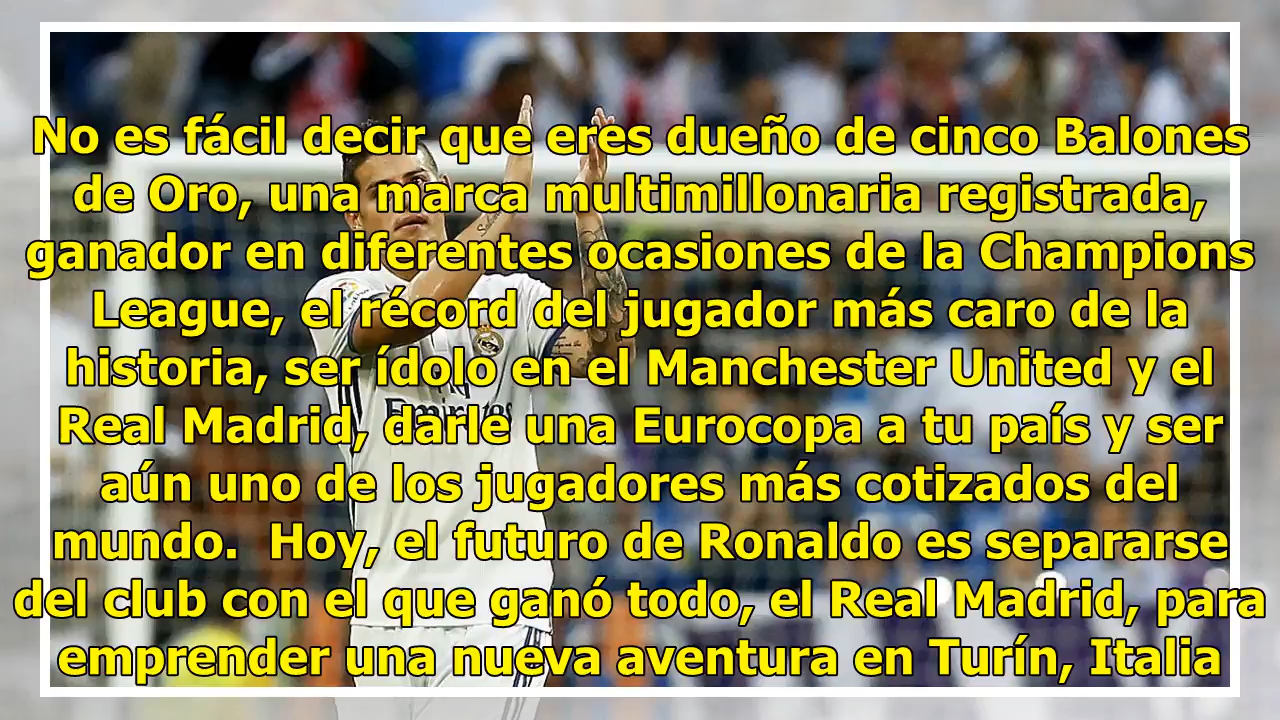 No es fácil decir que eres dueño de cinco Balones
de Oro, una marca multimillonaria registrada,
ganador en diferentes ocasiones de la Champions
League, el récord del jugador más caro de la
historia, ser ídolo en el Manchester United y el
Real Madrid, darle una Eurocopa a tu país y ser
aún uno de los jugadores más cotizados del
mundo.  Hoy, el futuro de Ronaldo es separarse
del club con el que ganó todo, el Real Madrid, para
emprender una nueva aventura en Turín, Italia
Emirates